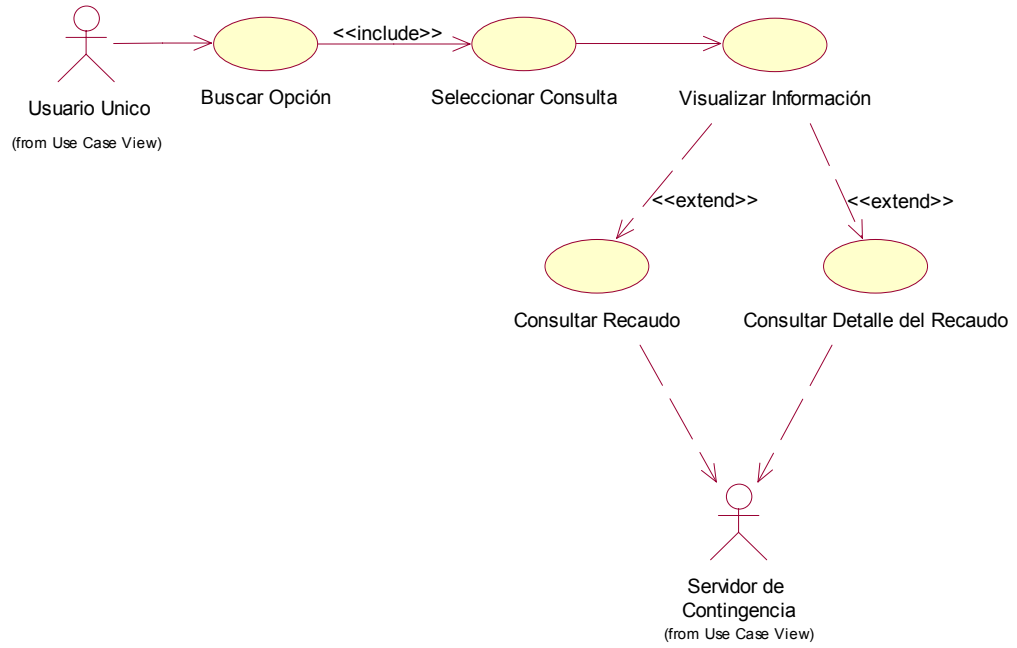 <<include>>
Buscar Opción
Seleccionar Consulta
Visualizar Información
Usuario Unico
(from Use Case View)
<<extend>>
<<extend>>
Consultar Recaudo
Consultar Detalle del Recaudo
Servidor de
Contingencia
(from Use Case View)